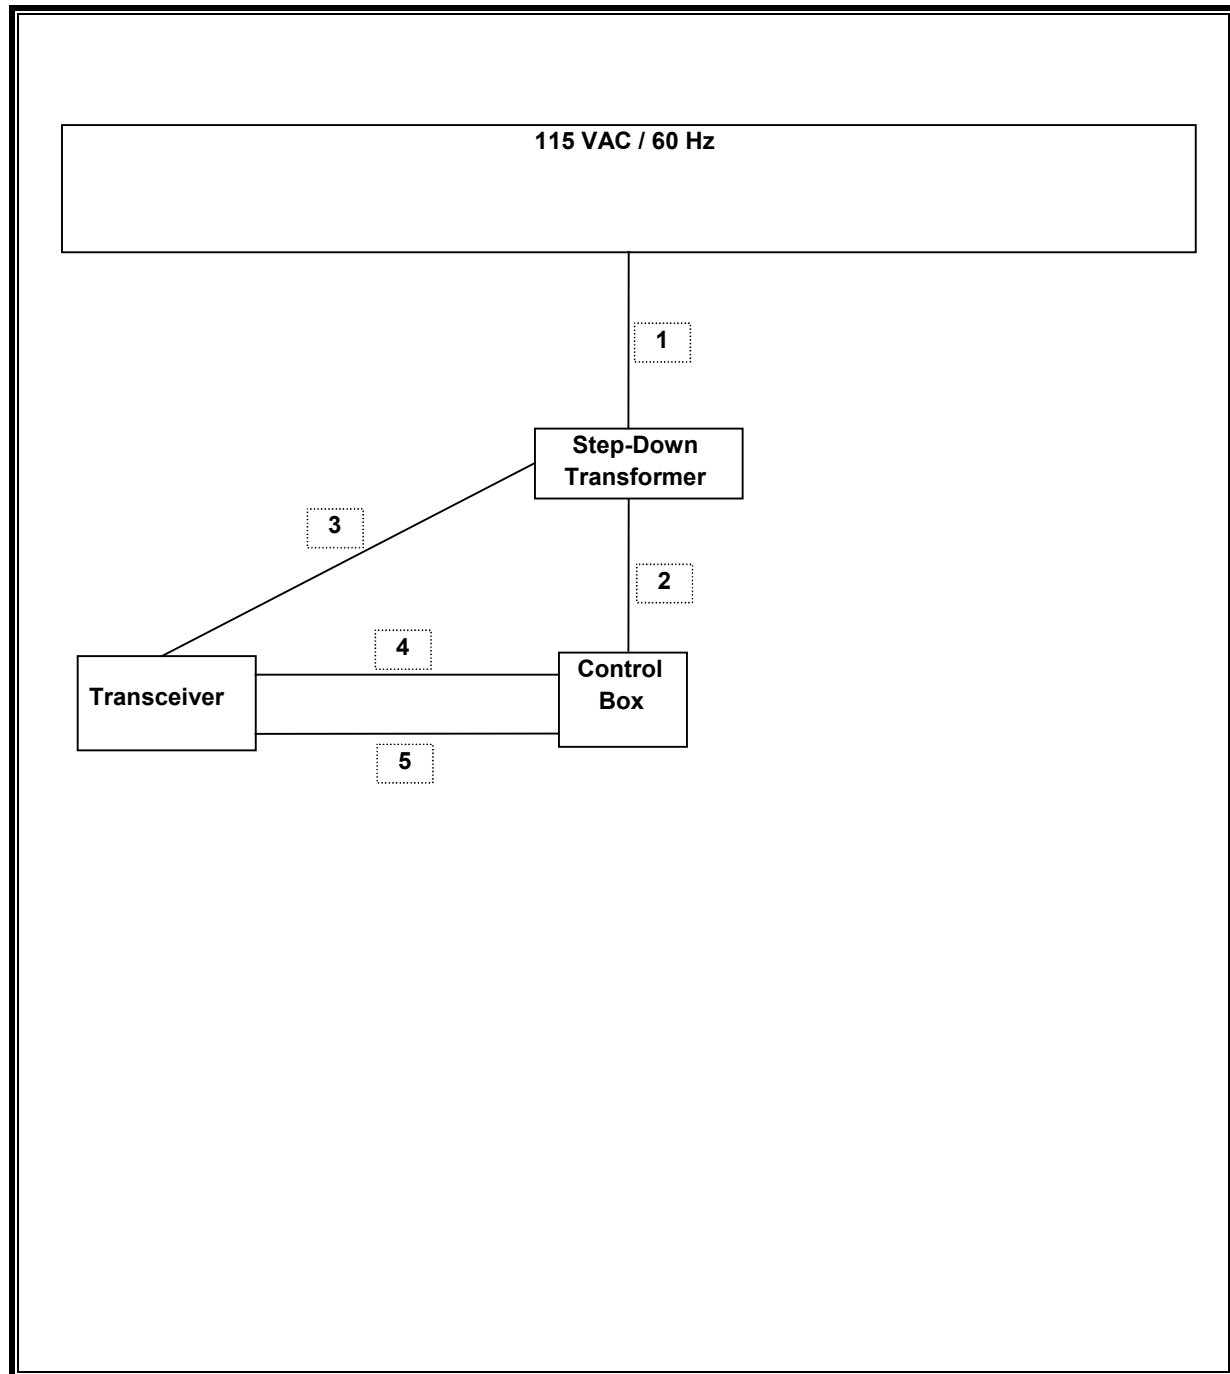 115 VAC / 60 Hz
1
Step-Down
Transformer
3
2
4
Control
Box
Transceiver
5